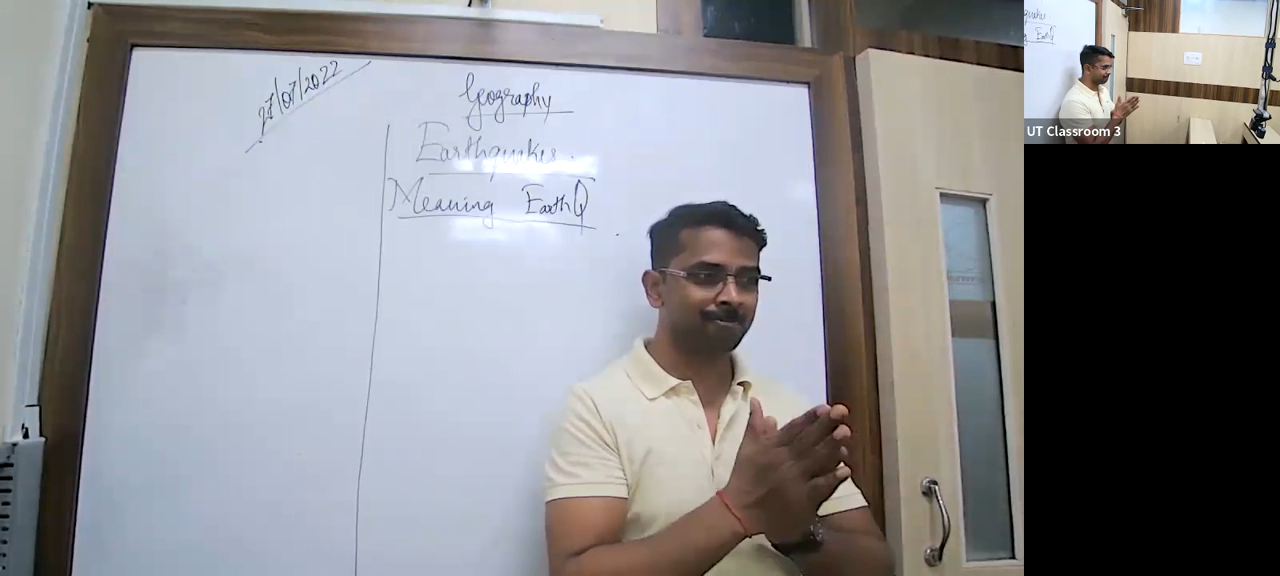 27/07/2022
Geography
Earthquakes.
Meaning EarthQ
UT Classroom 3